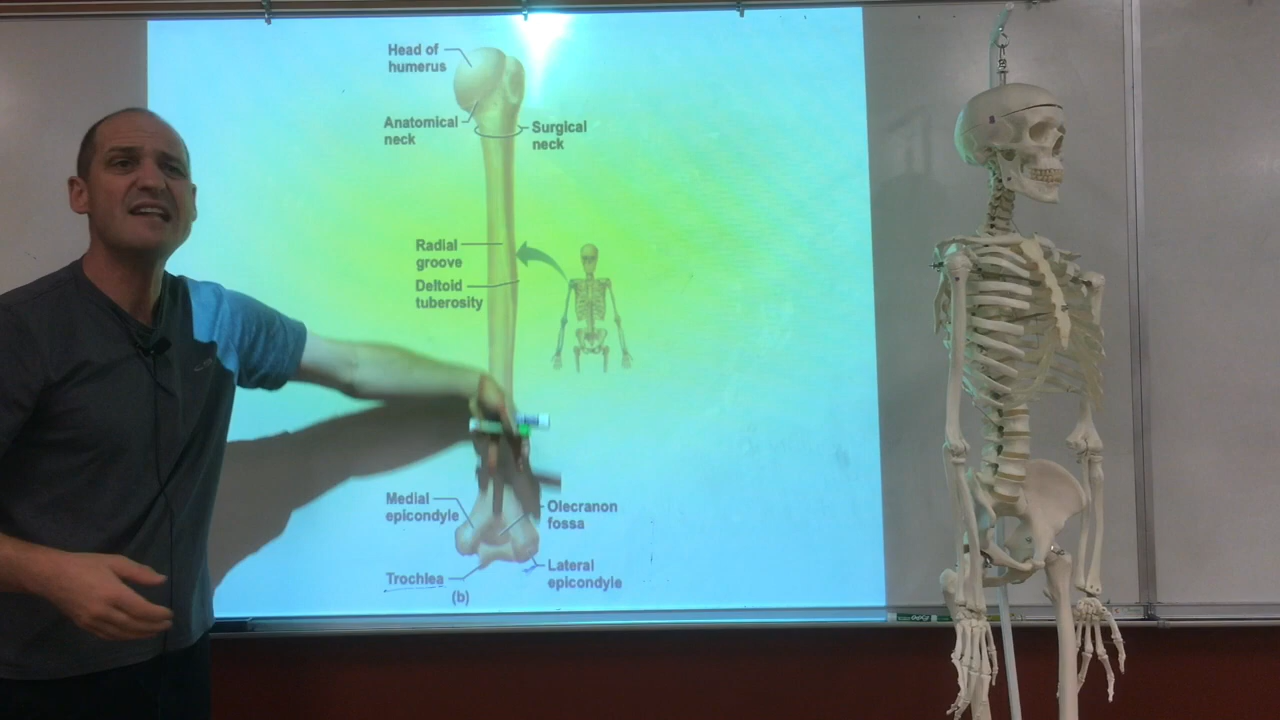 Head of
humerus
Anatomical
neck
Surgical
neck
Radial
groove
Deltoid
tuberosity
Medial
epicondyle
Olecranon
fossa
Trochlea
Lateral
epicondyle
(b)